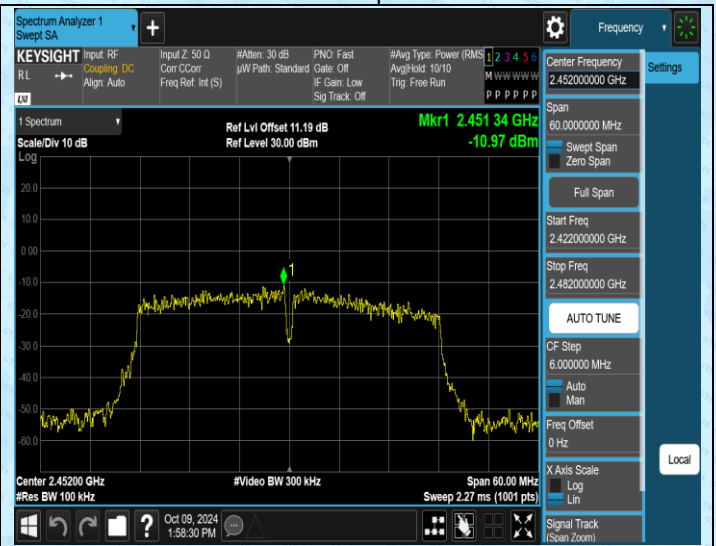 Spectrum Analyzer 1
Swept SA
Frequency
KEYSIGHT
RL
LXI
Input: RF
Coupling: DC
Align: Auto
Input Z: 50 Ω
Corr CCorr
Freq Ref: Int (S)
#Atten: 30 dB
µW Path: Standard
PNO: Fast
Gate: Off
IF Gain: Low
Sig Track: Off
#Avg Type: Power (RMS
Avg|Hold: 10/10
Trig: Free Run
1 2 3 4 5 6
M W W W W W
P P P P P P
1 Spectrum
Scale/Div 10 dB
Ref Lvl Offset 11.19 dB
Ref Level 30.00 dBm
Mkr1 2.451 34 GHz
-10.97 dBm
Log
20.0
10.0
0.00
-10.0
-20.0
-30.0
-40.0
-50.0
-60.0
1
Center 2.45200 GHz
#Res BW 100 kHz
#Video BW 300 kHz
Span 60.00 MHz
Sweep 2.27 ms (1001 pts)
Center Frequency
2.452000000 GHz
Settings
Span
60.0000000 MHz
Swept Span
Zero Span
Full Span
Start Freq
2.422000000 GHz
Stop Freq
2.482000000 GHz
AUTO TUNE
CF Step
6.000000 MHz
Auto
Man
Freq Offset
0 Hz
X Axis Scale
Log
Lin
Local
Signal Track
(Span Zoom)
?
Oct 09, 2024
1:58:30 PM